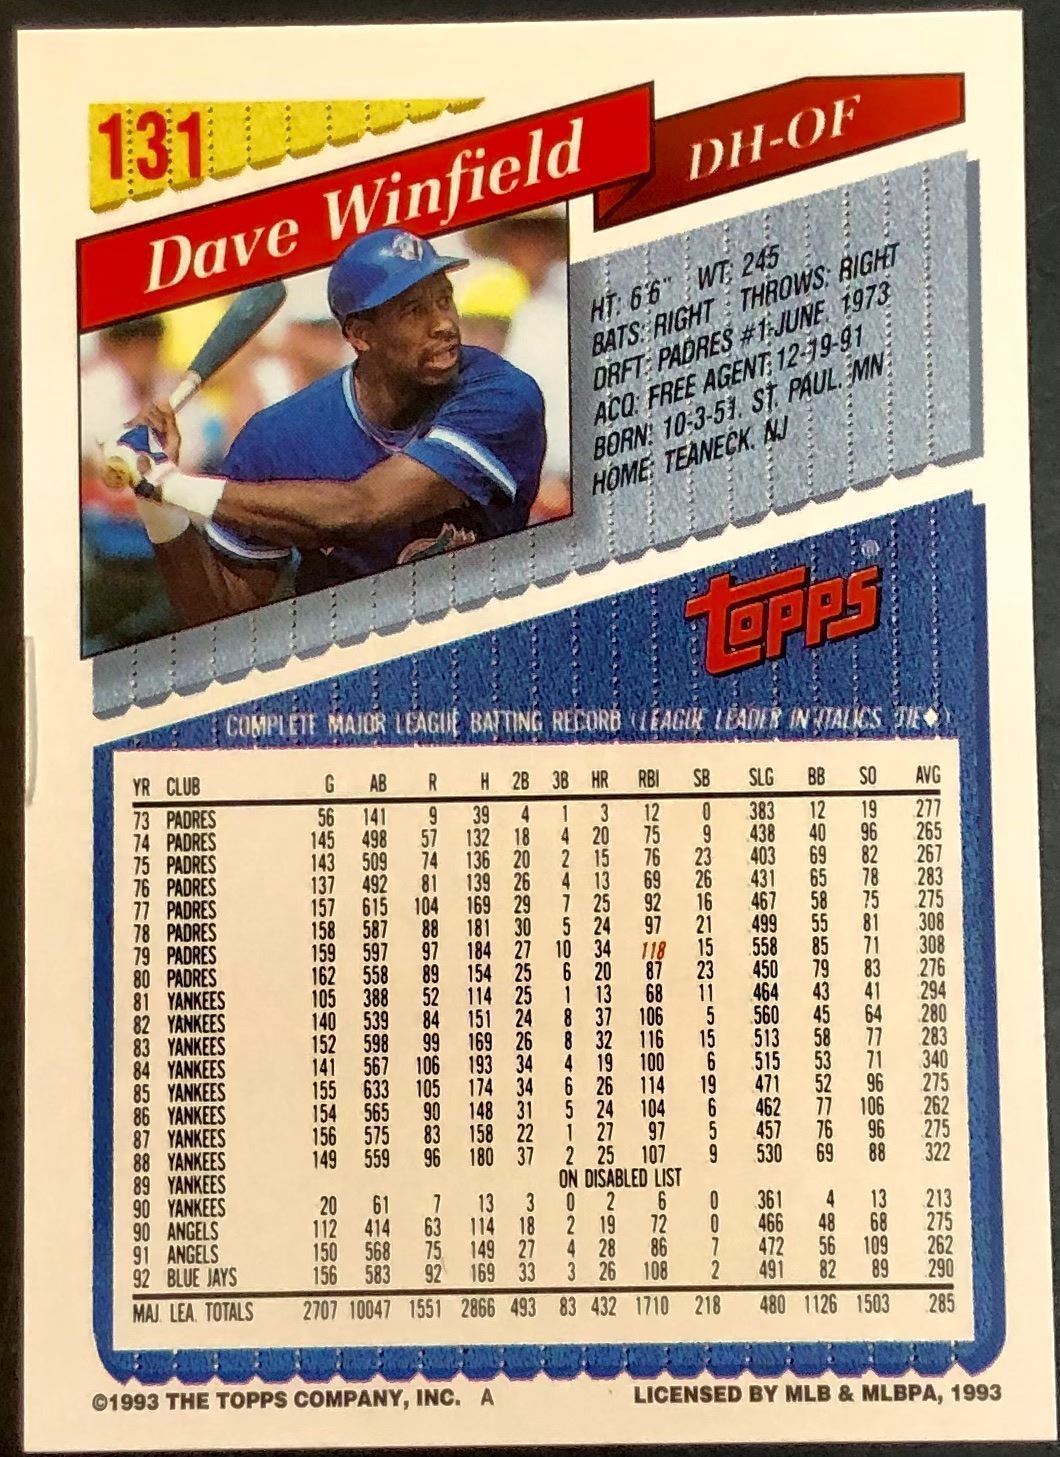 131
Dave Winfield
DH-OF
HT: 6'6" WT: 245
BATS: RIGHT THROWS: RIGHT
DRFT: PADRES #1-JUNE, 1973
ACQ: FREE AGENT, 12-19-91
BORN: 10-3-51, ST. PAUL, MN
HOME: TEANECK, NJ
TOPPS
COMPLETE MAJOR LEAGUE BATTING RECORD (LEAGUE LEADER IN ITALICS, TIE ◆)
YR CLUB G AB R H 2B 3B HR RBI SB SLG BB SO AVG
73 PADRES 56 141 9 39 4 1 3 12 0 .383 12 19 .277
74 PADRES 145 498 57 132 18 4 20 75 9 .438 40 96 .265
75 PADRES 143 509 74 136 20 2 15 76 23 .403 69 82 .267
76 PADRES 137 492 81 139 26 4 13 69 26 .431 65 78 .283
77 PADRES 157 615 104 169 29 7 25 92 16 .467 58 75 .275
78 PADRES 158 587 88 181 30 5 24 97 21 .499 55 81 .308
79 PADRES 159 597 97 184 27 10 34 118 15 .558 85 71 .308
80 PADRES 162 558 89 154 25 6 20 87 23 .450 79 83 .276
81 YANKEES 105 388 52 114 25 1 13 68 11 .464 43 41 .294
82 YANKEES 140 539 84 151 24 8 37 106 5 .560 45 64 .280
83 YANKEES 152 598 99 169 26 8 32 116 15 .513 58 77 .283
84 YANKEES 141 567 106 193 34 4 19 100 6 .515 53 71 .340
85 YANKEES 155 633 105 174 34 6 26 114 19 .471 52 96 .275
86 YANKEES 154 565 90 148 31 5 24 104 6 .462 77 106 .262
87 YANKEES 156 575 83 158 22 1 27 97 5 .457 76 96 .275
88 YANKEES 149 559 96 180 37 2 25 107 9 .530 69 88 .322
89 YANKEES ON DISABLED LIST
90 YANKEES 20 61 7 13 3 0 2 6 0 .361 4 13 .213
90 ANGELS 112 414 63 114 18 2 19 72 0 .466 48 68 .275
91 ANGELS 150 568 75 149 27 4 28 86 7 .472 56 109 .262
92 BLUE JAYS 156 583 92 169 33 3 26 108 2 .491 82 89 .290
MAJ. LEA. TOTALS 2707 10047 1551 2866 493 83 432 1710 218 .480 1126 1503 .285
©1993 THE TOPPS COMPANY, INC. A
LICENSED BY MLB & MLBPA, 1993